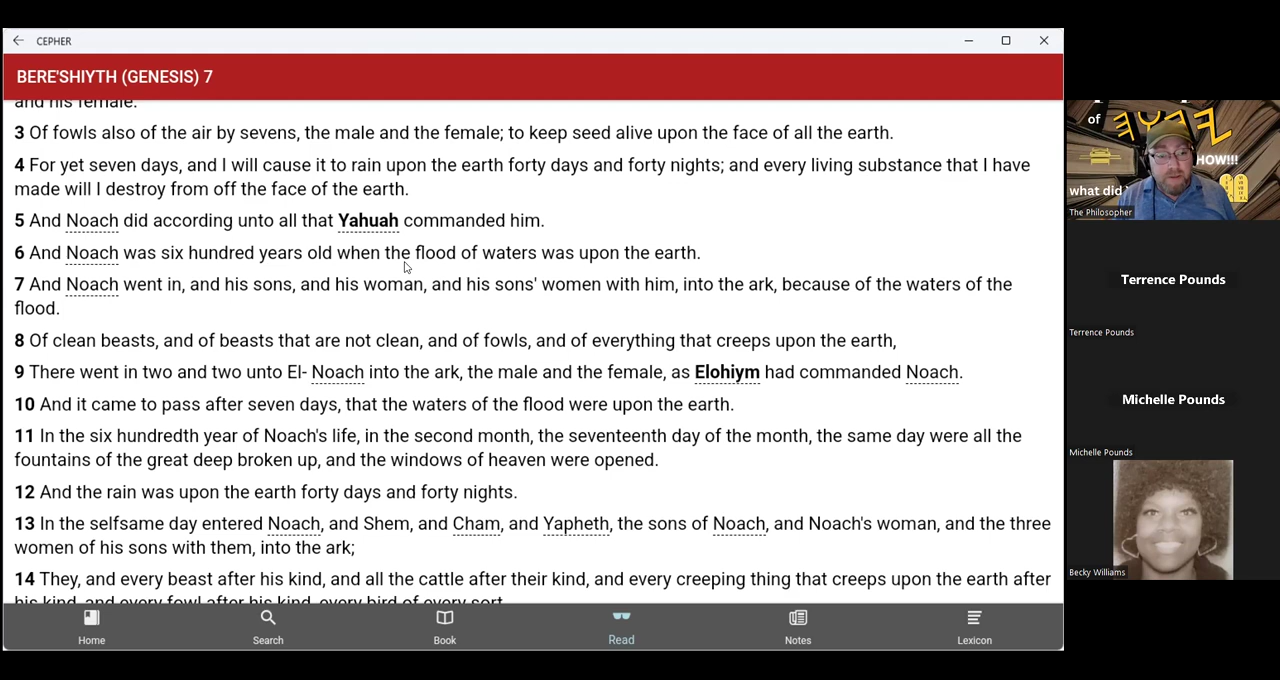 CEPHER
BERE'SHIYTH (GENESIS) 7
and his female.
3 Of fowls also of the air by sevens, the male and the female; to keep seed alive upon the face of all the earth.
4 For yet seven days, and I will cause it to rain upon the earth forty days and forty nights; and every living substance that I have
made will I destroy from off the face of the earth.
5 And Noach did according unto all that Yahuah commanded him.
6 And Noach was six hundred years old when the flood of waters was upon the earth.
7 And Noach went in, and his sons, and his woman, and his sons' women with him, into the ark, because of the waters of the
flood.
8 Of clean beasts, and of beasts that are not clean, and of fowls, and of everything that creeps upon the earth,
9 There went in two and two unto El- Noach into the ark, the male and the female, as Elohiym had commanded Noach.
10 And it came to pass after seven days, that the waters of the flood were upon the earth.
11 In the six hundredth year of Noach's life, in the second month, the seventeenth day of the month, the same day were all the
fountains of the great deep broken up, and the windows of heaven were opened.
12 And the rain was upon the earth forty days and forty nights.
13 In the selfsame day entered Noach, and Shem, and Cham, and Yapheth, the sons of Noach, and Noach's woman, and the three
women of his sons with them, into the ark;
14 They, and every beast after his kind, and all the cattle after their kind, and every creeping thing that creeps upon the earth after
his kind, and every fowl after his kind, every bird of every sort.
Home
Search
Book
Read
Notes
Lexicon
of
HOW!!!
what did
The Philosopher
Terrence Pounds
Terrence Pounds
Michelle Pounds
Michelle Pounds
Becky Williams